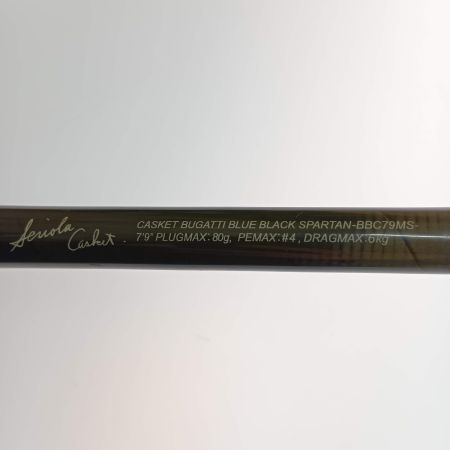 Seriola
Casket.
CASKET BUGATTI BLUE BLACK SPARTAN-BBC79MS-
7'9" PLUGMAX:80g, PEMAX:#4, DRAGMAX:6kg